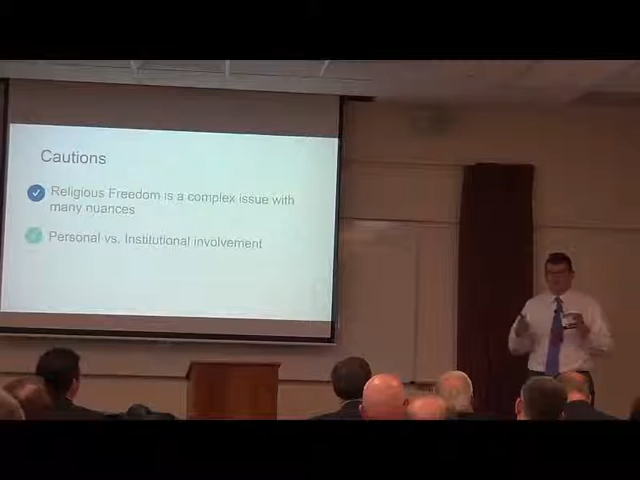 Cautions
Religious Freedom is a complex issue with
many nuances
Personal vs. Institutional involvement